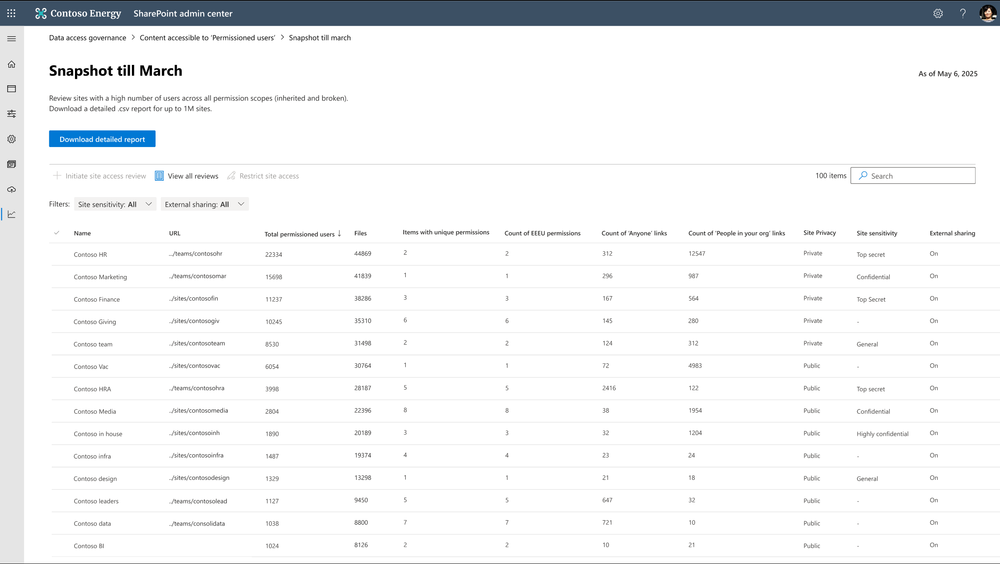 Contoso Energy SharePoint admin center
Data access governance > Content accessible to ‘Permissioned users’ > Snapshot till march
Snapshot till March
As of May 6, 2025
Review sites with a high number of users across all permission scopes (inherited and broken).
Download a detailed .csv report for up to 1M sites.
Download detailed report
Initiate site access review View all reviews Restrict site access 100 items Search
Filters: Site sensitivity: All External sharing: All
Name URL Total permissioned users ↓ Files Items with unique permissions Count of EEEU permissions Count of ‘Anyone’ links Count of ‘People in your org’ links Site Privacy Site sensitivity External sharing
Contoso HR .../teams/contosohr 22334 44869 2 2 312 12547 Private Top secret On
Contoso Marketing ../teams/contosomar 15698 41839 1 1 296 987 Private Confidential On
Contoso Finance ../sites/contosofin 11237 38286 3 3 167 564 Private Top Secret On
Contoso Giving ../sites/contosogiv 10245 35310 6 6 145 280 Private - On
Contoso team ../sites/contosoteam 8530 31498 2 2 124 312 Private General On
Contoso Vac ../sites/contosovac 6054 30764 1 1 72 4983 Public - On
Contoso HRA ../teams/contosohra 3998 28187 5 5 2416 122 Public Top secret On
Contoso Media ../sites/contosomedia 2804 22396 8 8 38 1954 Public Confidential On
Contoso in house ../sites/contosoinh 1890 20189 3 3 32 1204 Public Highly confidential On
Contoso infra ../sites/contosoinfra 1487 19374 4 4 23 24 Public - On
Contoso design ../sites/contosodesign 1329 13298 1 1 21 18 Public General On
Contoso leaders ../teams/contosolead 1127 9450 5 5 647 32 Public - On
Contoso data ../teams/consolidata 1038 8800 7 7 721 10 Public - On
Contoso BI 1024 8126 2 2 10 21 Public - On